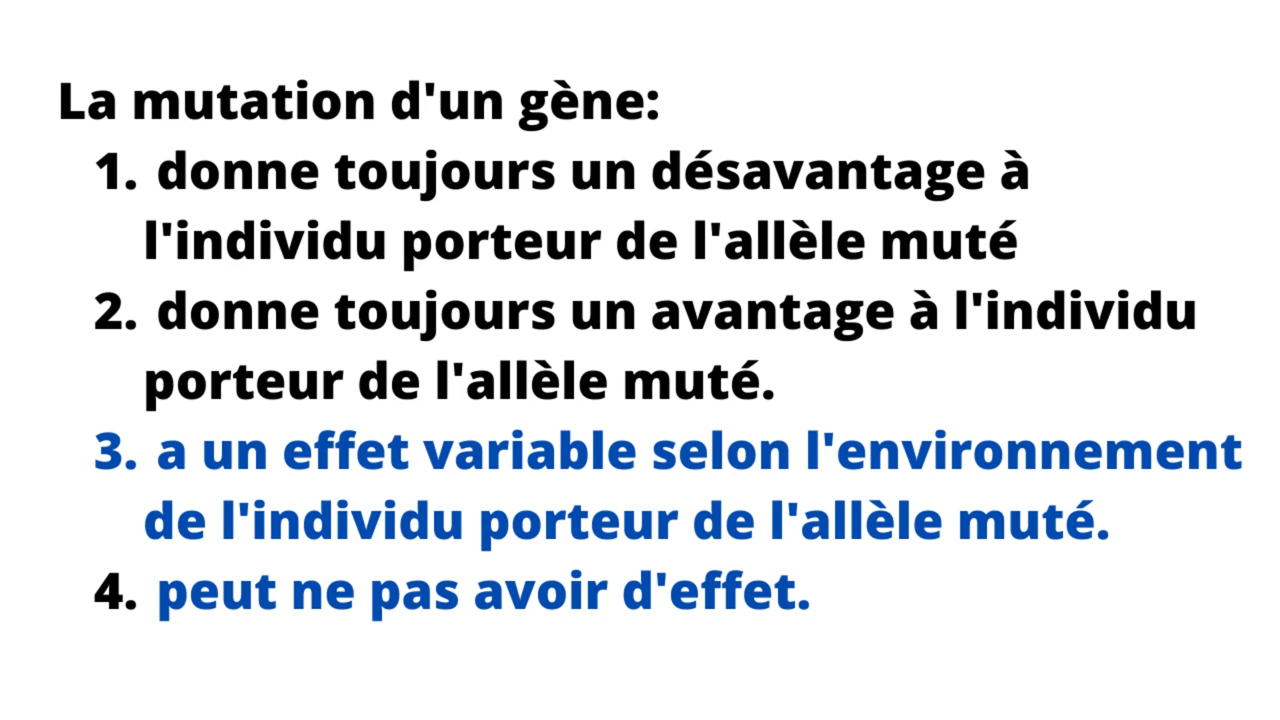 La mutation d'un gène:
1. donne toujours un désavantage à
l'individu porteur de l'allèle muté
2. donne toujours un avantage à l'individu
porteur de l'allèle muté.
3. a un effet variable selon l'environnement
de l'individu porteur de l'allèle muté.
4. peut ne pas avoir d'effet.